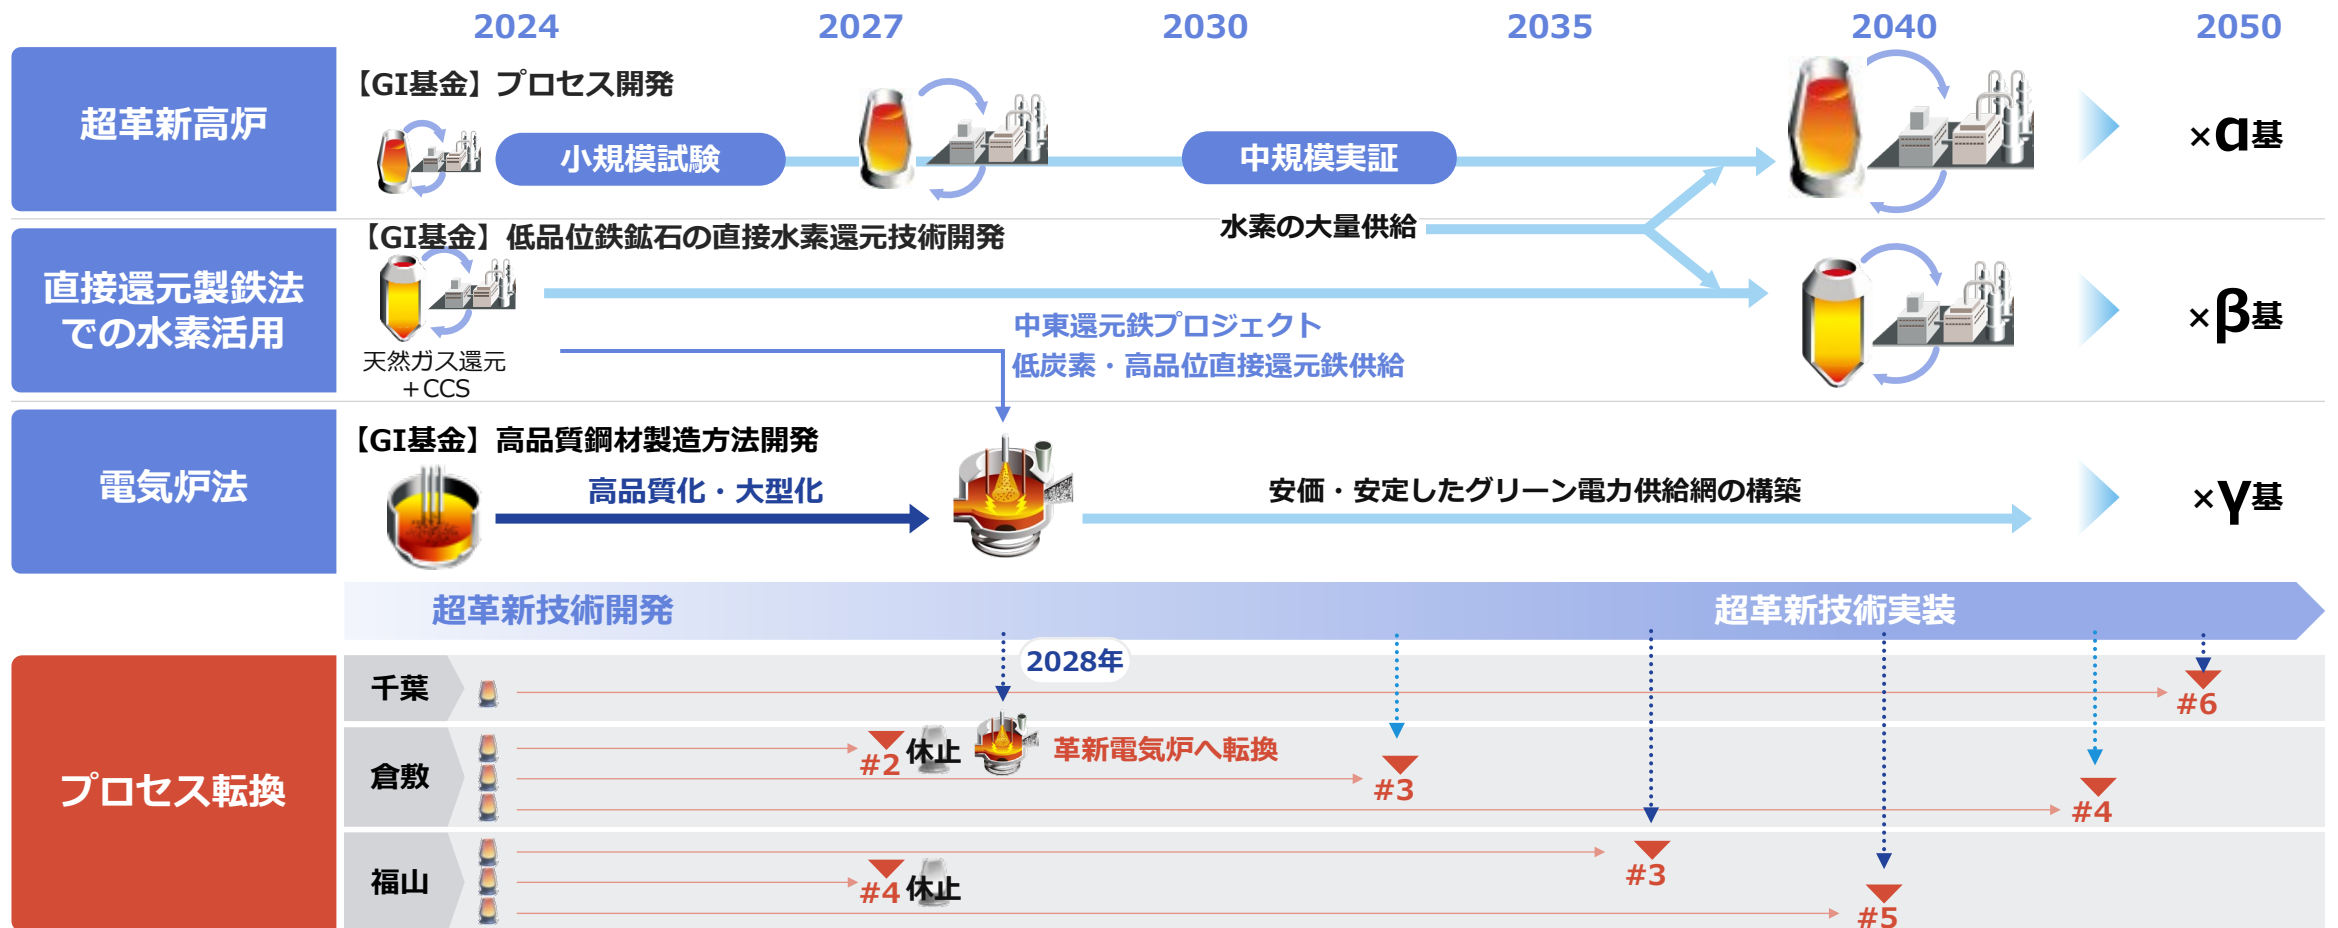 2024 2027 2030 2035 2040 2050
超革新高炉
【GI基金】プロセス開発
小規模試験
中規模実証
×α基
水素の大量供給
直接還元製鉄法
での水素活用
【GI基金】低品位鉄鉱石の直接水素還元技術開発
天然ガス還元
＋CCS
中東還元鉄プロジェクト
低炭素・高品位直接還元鉄供給
×β基
電気炉法
【GI基金】高品質鋼材製造方法開発
高品質化・大型化
安価・安定したグリーン電力供給網の構築
×γ基
超革新技術開発
超革新技術実装
2028年
プロセス転換
千葉
#6
倉敷
#2 休止
革新電気炉へ転換
#3
#4
福山
#3
#4 休止
#5